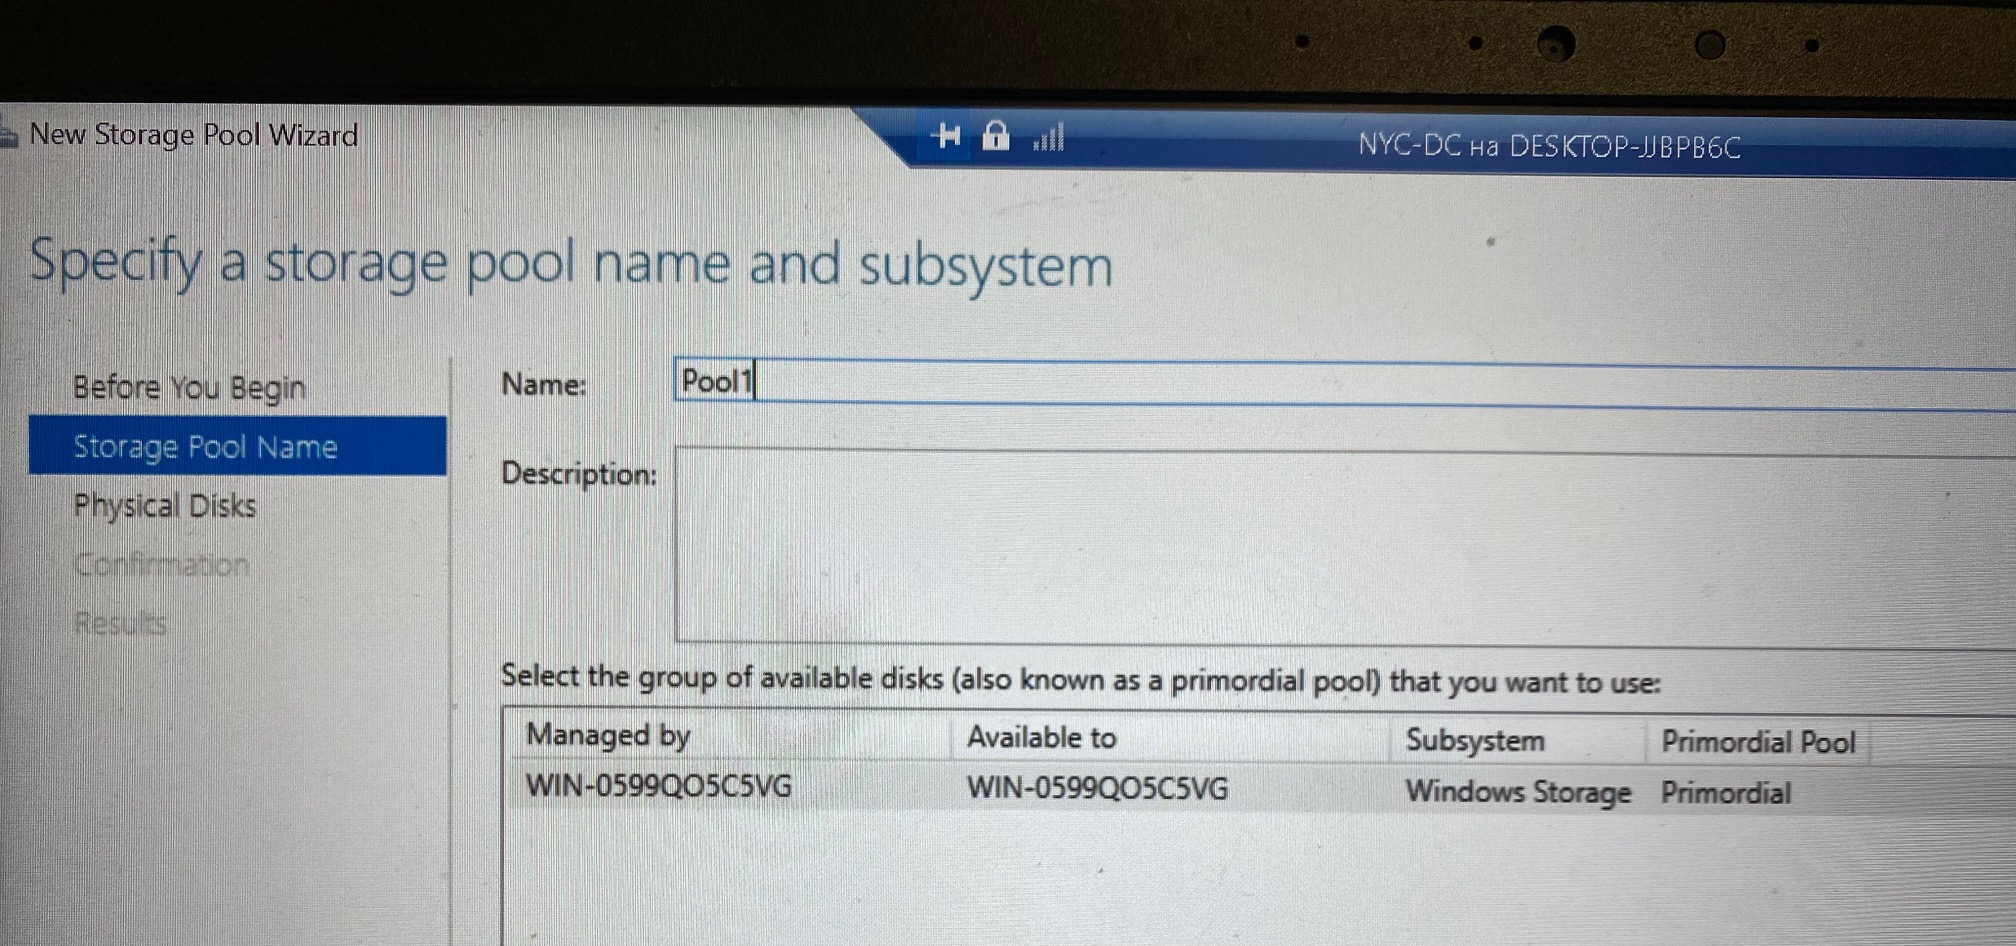 New Storage Pool Wizard
NYC-DC на DESKTOP-JJBPB6C
Specify a storage pool name and subsystem
Before You Begin
Storage Pool Name
Physical Disks
Confirmation
Results
Name: Pool1
Description:
Select the group of available disks (also known as a primordial pool) that you want to use:
Managed by Available to Subsystem Primordial Pool
WIN-0599QO5C5VG WIN-0599QO5C5VG Windows Storage Primordial